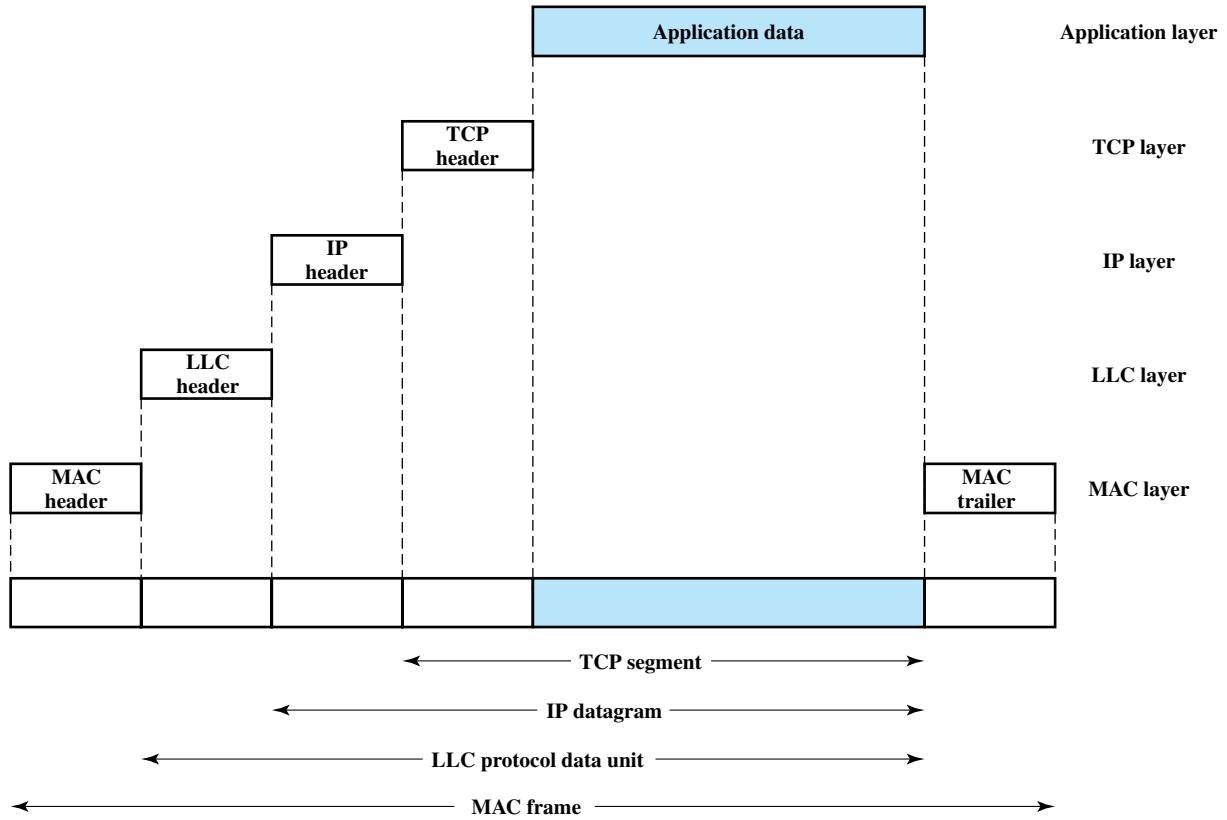 Application data
Application layer
TCP
header
TCP layer
IP
header
IP layer
LLC
header
LLC layer
MAC
header
MAC
trailer
MAC layer
TCP segment
IP datagram
LLC protocol data unit
MAC frame